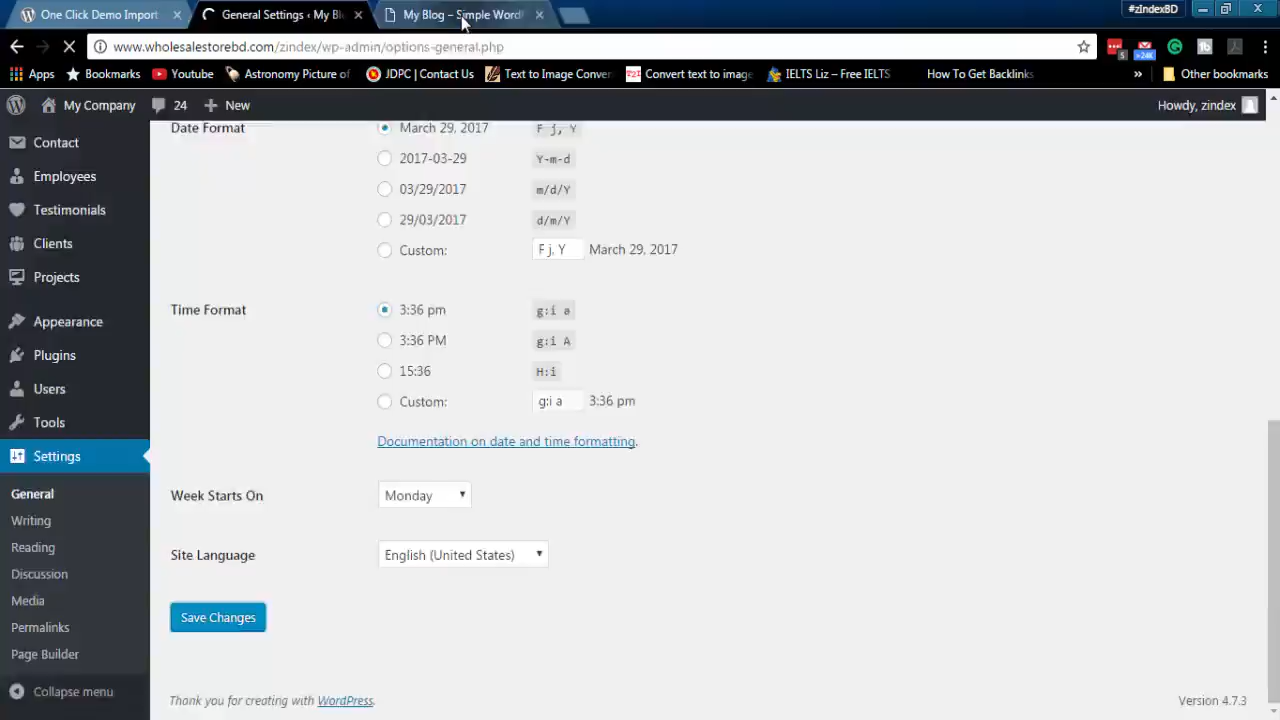 One Click Demo Import
General Settings ‹ My Bl
My Blog – Simple Word
#zIndexBD
www.wholesalestorebd.com/zindex/wp-admin/options-general.php
Apps
Bookmarks
Youtube
Astronomy Picture of
JDPC | Contact Us
Text to Image Conver
Convert text to image
IELTS Liz – Free IELTS
How To Get Backlinks
»
Other bookmarks
My Company
24
New
Howdy, zindex
Contact
Employees
Testimonials
Clients
Projects
Appearance
Plugins
Users
Tools
Settings
General
Writing
Reading
Discussion
Media
Permalinks
Page Builder
Collapse menu
Date Format
March 29, 2017 F j, Y
2017-03-29 Y-m-d
03/29/2017 m/d/Y
29/03/2017 d/m/Y
Custom: F j, Y March 29, 2017
Time Format
3:36 pm g:i a
3:36 PM g:i A
15:36 H:i
Custom: g:i a 3:36 pm
Documentation on date and time formatting.
Week Starts On Monday
Site Language English (United States)
Save Changes
Thank you for creating with WordPress.
Version 4.7.3